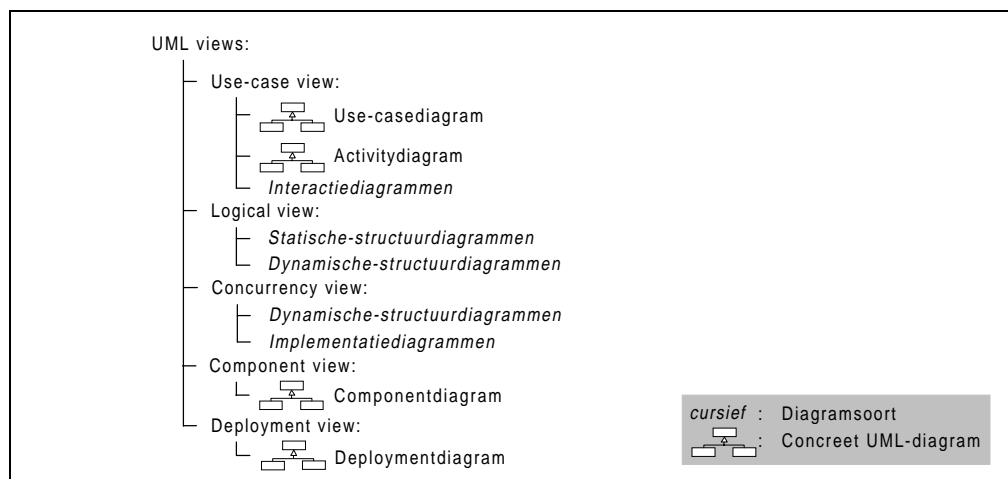 UML views:
Use-case view:
Use-casediagram
Activitydiagram
Interactiediagrammen
Logical view:
Statische-structuurdiagrammen
Dynamische-structuurdiagrammen
Concurrency view:
Dynamische-structuurdiagrammen
Implementatiediagrammen
Component view:
Componentdiagram
Deployment view:
Deploymentdiagram
cursief : Diagramsoort
: Concreet UML-diagram